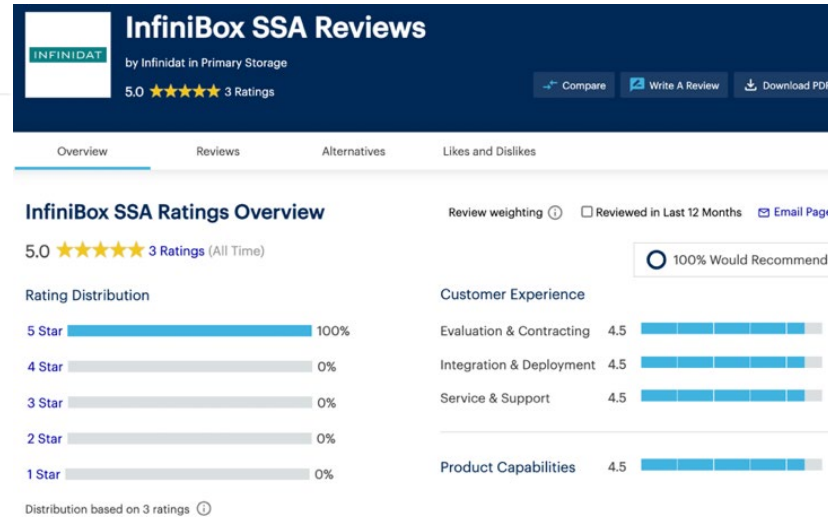 InfiniBox SSA Reviews
INFINIDAT
by Infinidat in Primary Storage
5.0 3 Ratings
Compare
Write A Review
Download PDF
Overview
Reviews
Alternatives
Likes and Dislikes
InfiniBox SSA Ratings Overview
Review weighting
Reviewed in Last 12 Months
Email Page
5.0 3 Ratings (All Time)
100% Would Recommend
Rating Distribution
5 Star 100%
4 Star 0%
3 Star 0%
2 Star 0%
1 Star 0%
Distribution based on 3 ratings
Customer Experience
Evaluation & Contracting 4.5
Integration & Deployment 4.5
Service & Support 4.5
Product Capabilities 4.5